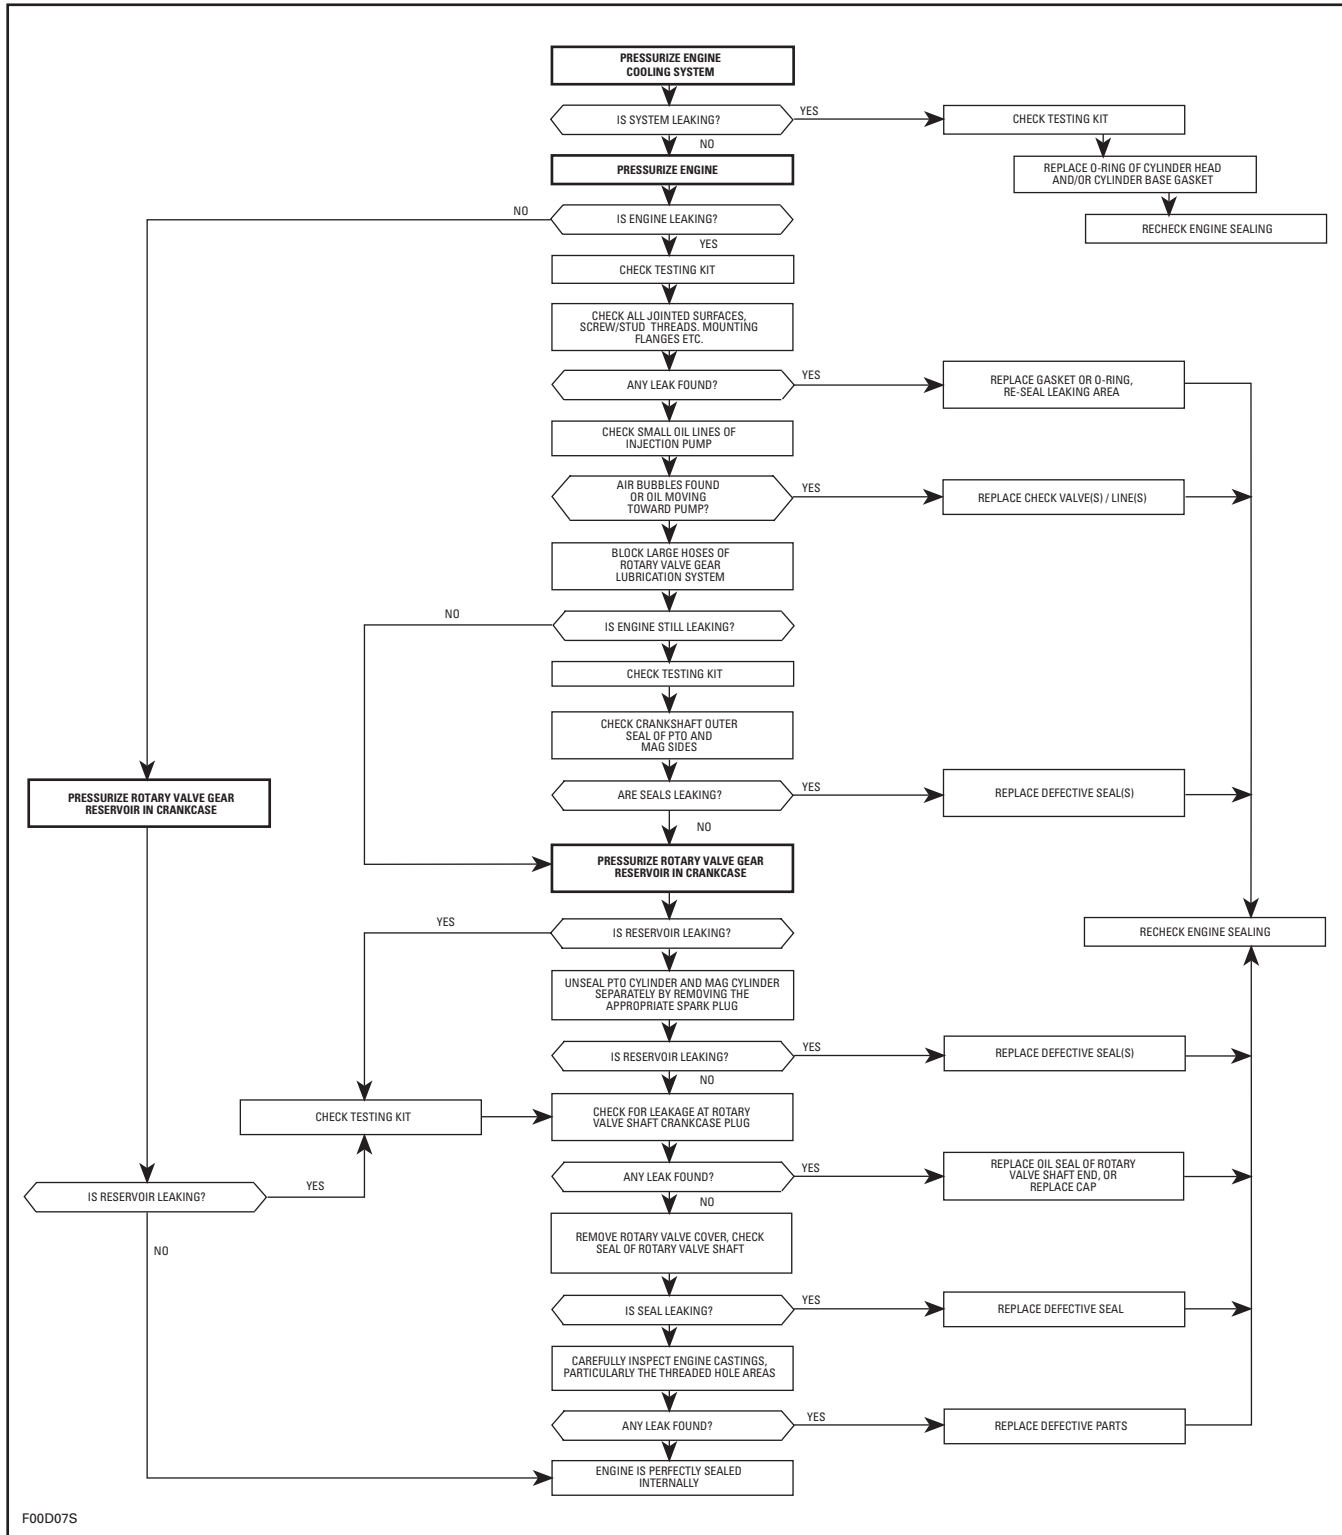 PRESSURIZE ENGINE
COOLING SYSTEM
IS SYSTEM LEAKING?
YES
CHECK TESTING KIT
NO
REPLACE O-RING OF CYLINDER HEAD
AND/OR CYLINDER BASE GASKET
RECHECK ENGINE SEALING
PRESSURIZE ENGINE
NO
IS ENGINE LEAKING?
YES
CHECK TESTING KIT
CHECK ALL JOINTED SURFACES,
SCREW/STUD THREADS. MOUNTING
FLANGES ETC.
ANY LEAK FOUND?
YES
REPLACE GASKET OR O-RING,
RE-SEAL LEAKING AREA
CHECK SMALL OIL LINES OF
INJECTION PUMP
AIR BUBBLES FOUND
OR OIL MOVING
TOWARD PUMP?
YES
REPLACE CHECK VALVE(S) / LINE(S)
BLOCK LARGE HOSES OF
ROTARY VALVE GEAR
LUBRICATION SYSTEM
NO
IS ENGINE STILL LEAKING?
CHECK TESTING KIT
CHECK CRANKSHAFT OUTER
SEAL OF PTO AND
MAG SIDES
PRESSURIZE ROTARY VALVE GEAR
RESERVOIR IN CRANKCASE
ARE SEALS LEAKING?
YES
REPLACE DEFECTIVE SEAL(S)
NO
PRESSURIZE ROTARY VALVE GEAR
RESERVOIR IN CRANKCASE
YES
IS RESERVOIR LEAKING?
RECHECK ENGINE SEALING
UNSEAL PTO CYLINDER AND MAG CYLINDER
SEPARATELY BY REMOVING THE
APPROPRIATE SPARK PLUG
IS RESERVOIR LEAKING?
YES
REPLACE DEFECTIVE SEAL(S)
NO
CHECK TESTING KIT
CHECK FOR LEAKAGE AT ROTARY
VALVE SHAFT CRANKCASE PLUG
ANY LEAK FOUND?
YES
REPLACE OIL SEAL OF ROTARY
VALVE SHAFT END, OR
REPLACE CAP
IS RESERVOIR LEAKING?
YES
NO
NO
REMOVE ROTARY VALVE COVER, CHECK
SEAL OF ROTARY VALVE SHAFT
IS SEAL LEAKING?
YES
REPLACE DEFECTIVE SEAL
CAREFULLY INSPECT ENGINE CASTINGS,
PARTICULARLY THE THREADED HOLE AREAS
ANY LEAK FOUND?
YES
REPLACE DEFECTIVE PARTS
ENGINE IS PERFECTLY SEALED
INTERNALLY
F00D07S